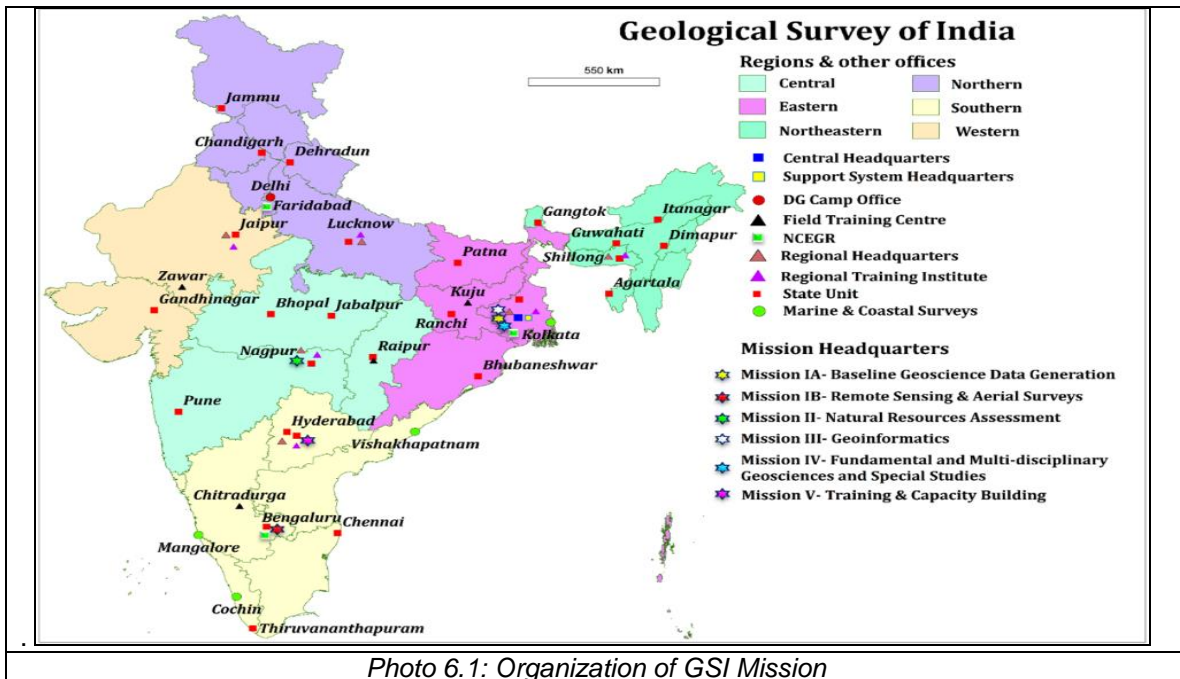 Geological Survey of India
Regions & other offices
550 km
Central
Northern
Eastern
Southern
Northeastern
Western
Central Headquarters
Support System Headquarters
DG Camp Office
Field Training Centre
NCEGR
Regional Headquarters
Regional Training Institute
State Unit
Marine & Coastal Surveys
Mission Headquarters
Mission IA- Baseline Geoscience Data Generation
Mission IB- Remote Sensing & Aerial Surveys
Mission II- Natural Resources Assessment
Mission III- Geoinformatics
Mission IV- Fundamental and Multi-disciplinary
Geosciences and Special Studies
Mission V- Training & Capacity Building
Jammu
Chandigarh
Dehradun
Delhi
Faridabad
Jaipur
Lucknow
Gangtok
Itanagar
Guwahati
Dimapur
Shillong
Patna
Agartala
Zawar
Gandhinagar
Bhopal
Jabalpur
Kuju
Ranchi
Kolkata
Nagpur
Raipur
Bhubaneshwar
Pune
Hyderabad
Vishakhapatnam
Chitradurga
Bengaluru
Chennai
Mangalore
Cochin
Thiruvananthapuram
.
Photo 6.1: Organization of GSI Mission